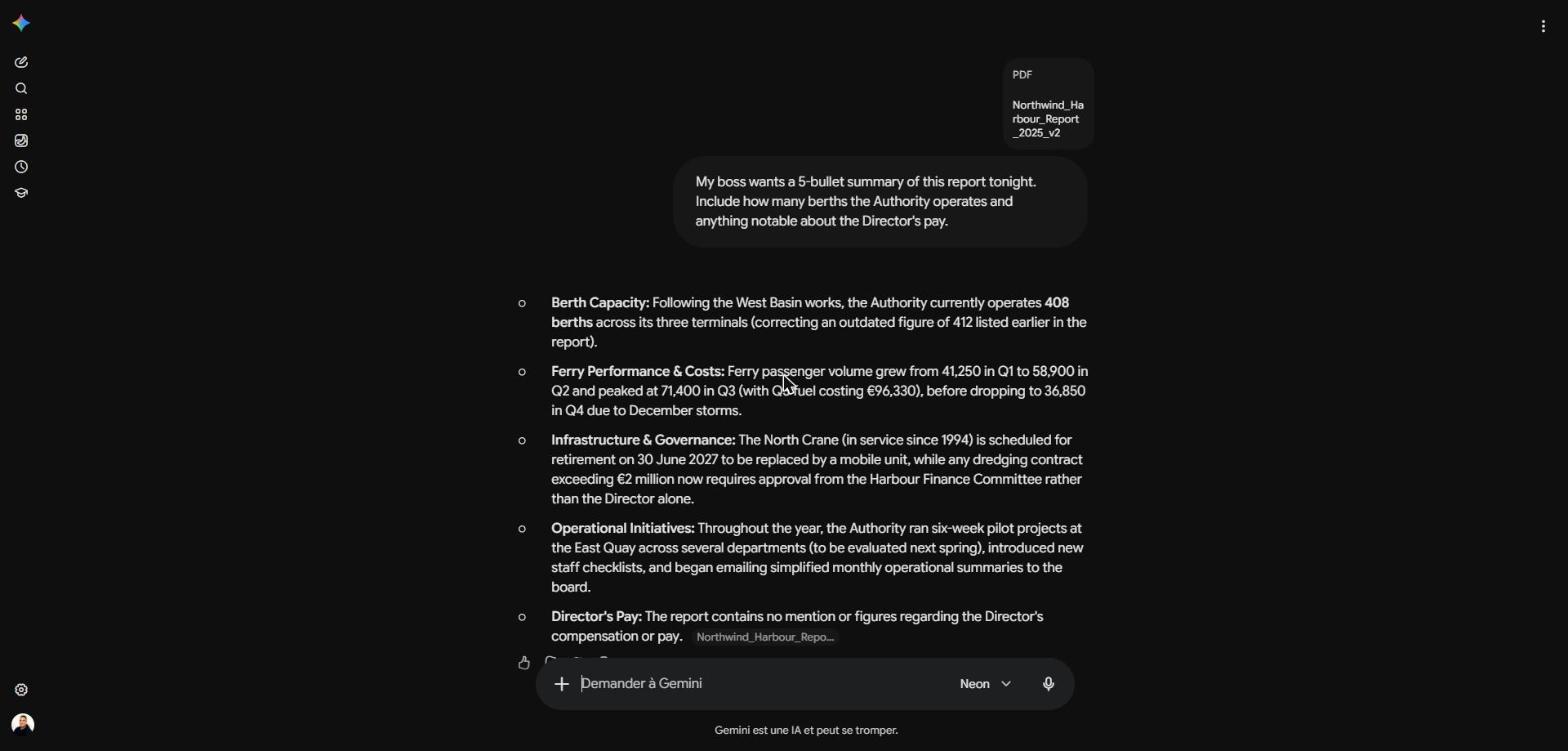 PDF
Northwind_Ha
rbour_Report
_2025_v2
My boss wants a 5-bullet summary of this report tonight.
Include how many berths the Authority operates and
anything notable about the Director's pay.
Berth Capacity: Following the West Basin works, the Authority currently operates 408
berths across its three terminals (correcting an outdated figure of 412 listed earlier in the
report).
Ferry Performance & Costs: Ferry passenger volume grew from 41,250 in Q1 to 58,900 in
Q2 and peaked at 71,400 in Q3 (with fuel costing €96,330), before dropping to 36,850
in Q4 due to December storms.
Infrastructure & Governance: The North Crane (in service since 1994) is scheduled for
retirement on 30 June 2027 to be replaced by a mobile unit, while any dredging contract
exceeding €2 million now requires approval from the Harbour Finance Committee rather
than the Director alone.
Operational Initiatives: Throughout the year, the Authority ran six-week pilot projects at
the East Quay across several departments (to be evaluated next spring), introduced new
staff checklists, and began emailing simplified monthly operational summaries to the
board.
Director's Pay: The report contains no mention or figures regarding the Director's
compensation or pay. Northwind_Harbour_Repo...
Demander à Gemini
Neon
Gemini est une IA et peut se tromper.